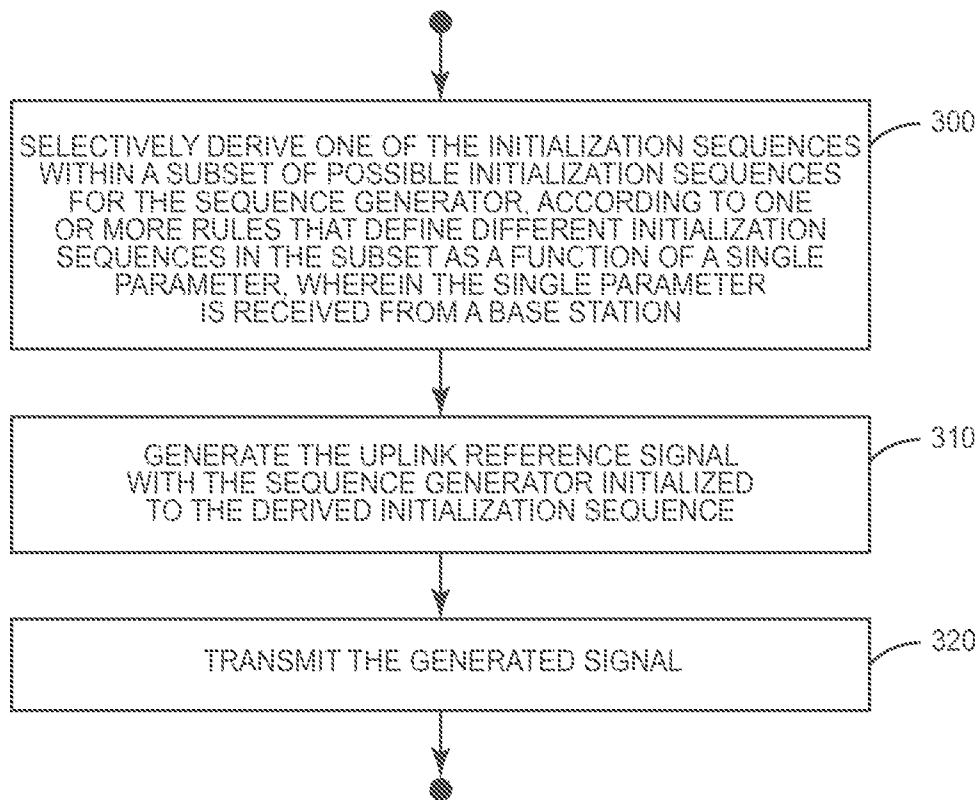 SELECTIVELY DERIVE ONE OF THE INITIALIZATION SEQUENCES
WITHIN A SUBSET OF POSSIBLE INITIALIZATION SEQUENCES
FOR THE SEQUENCE GENERATOR, ACCORDING TO ONE
OR MORE RULES THAT DEFINE DIFFERENT INITIALIZATION
SEQUENCES IN THE SUBSET AS A FUNCTION OF A SINGLE
PARAMETER, WHEREIN THE SINGLE PARAMETER
IS RECEIVED FROM A BASE STATION
300
GENERATE THE UPLINK REFERENCE SIGNAL
WITH THE SEQUENCE GENERATOR INITIALIZED
TO THE DERIVED INITIALIZATION SEQUENCE
310
TRANSMIT THE GENERATED SIGNAL
320